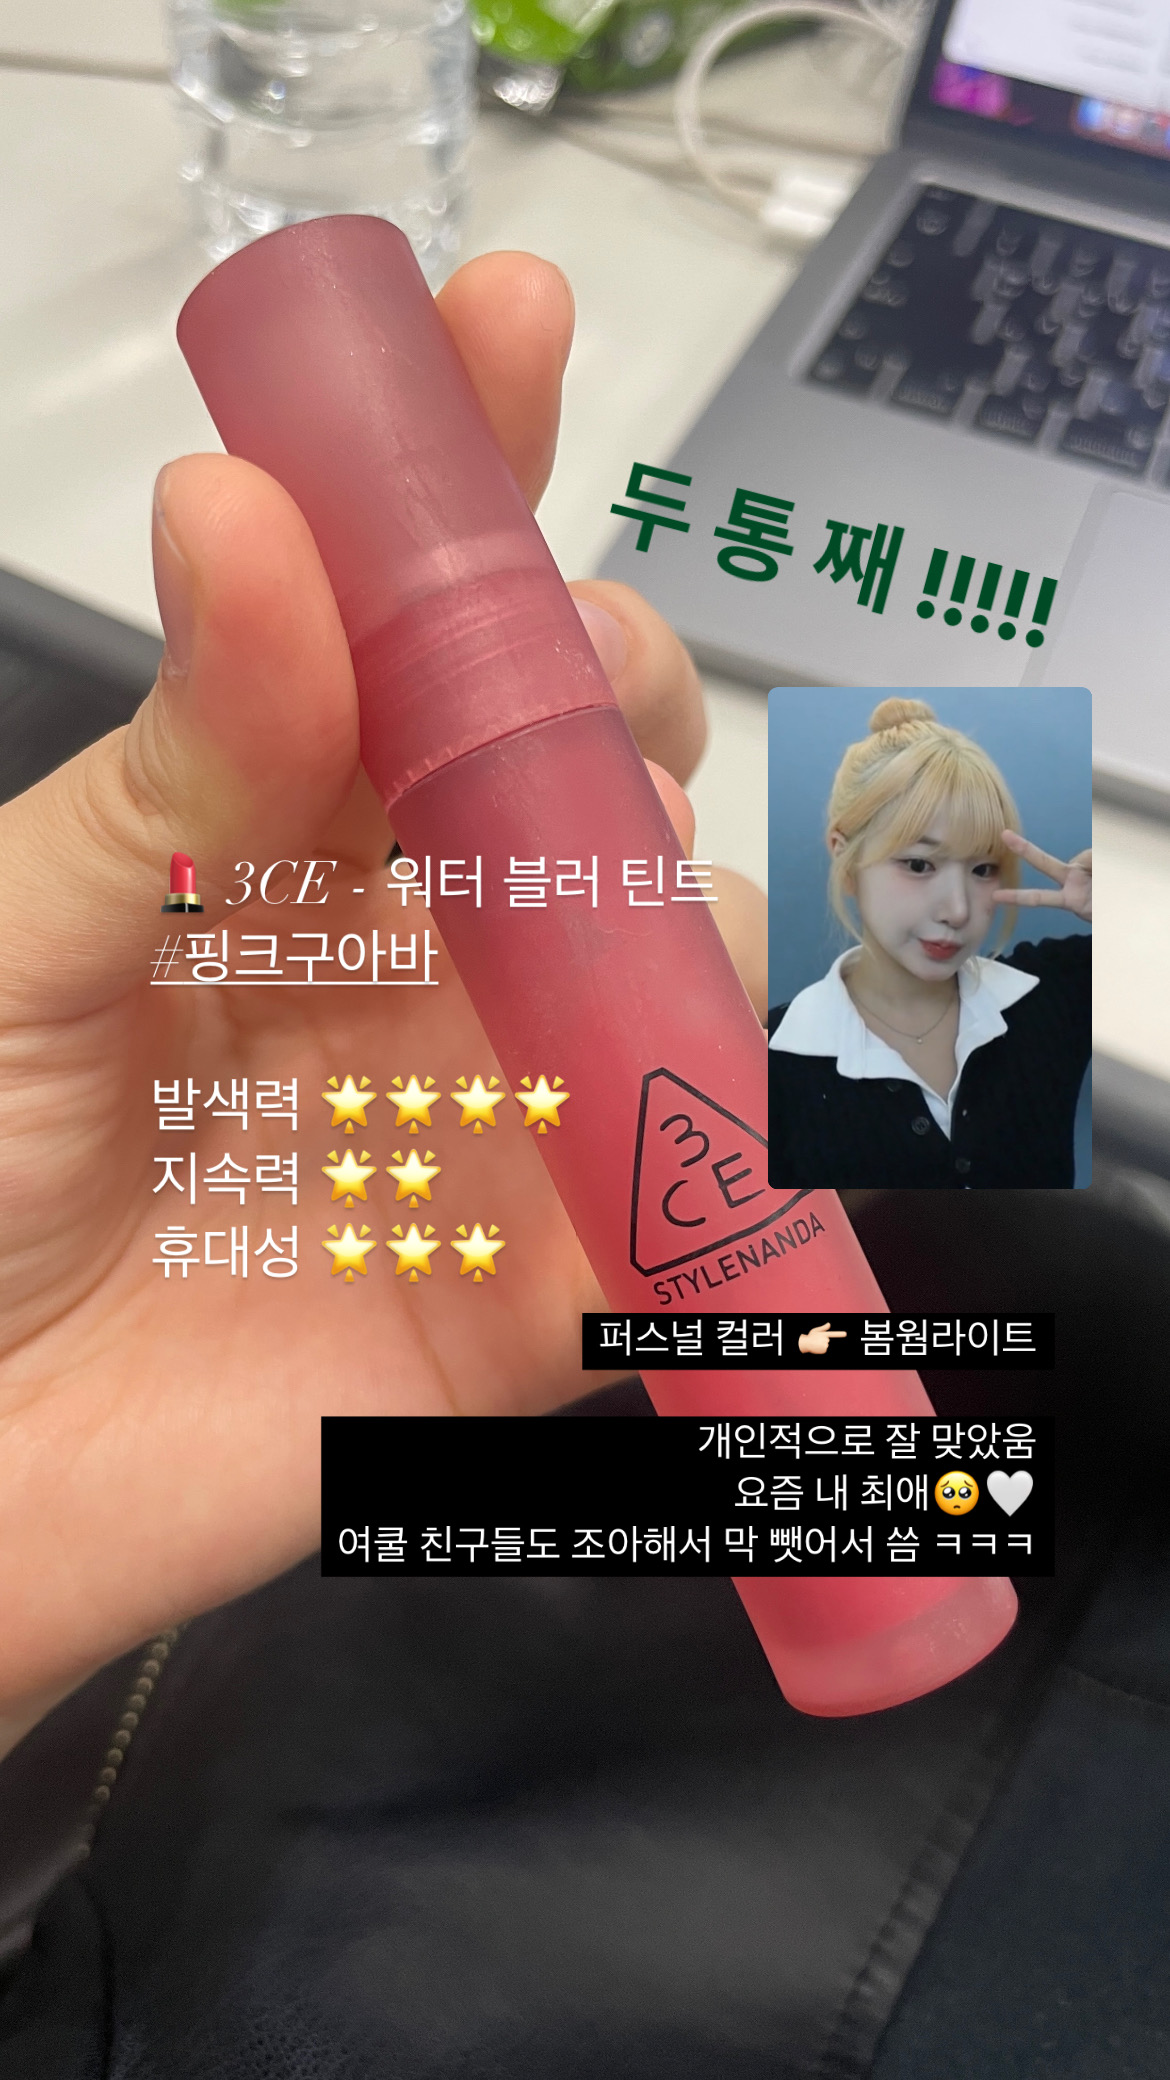 두 통 째 !!!!!
💄 3CE - 워터 블러 틴트
#핑크구아바
발색력 🌟🌟🌟🌟
지속력 🌟🌟
휴대성 🌟🌟🌟
3
CE
STYLENANDA
퍼스널 컬러 👉🏻 봄웜라이트
개인적으로 잘 맞았움
요즘 내 최애🥺🤍
여쿨 친구들도 조아해서 막 뺏어서 씀 ㅋㅋㅋ